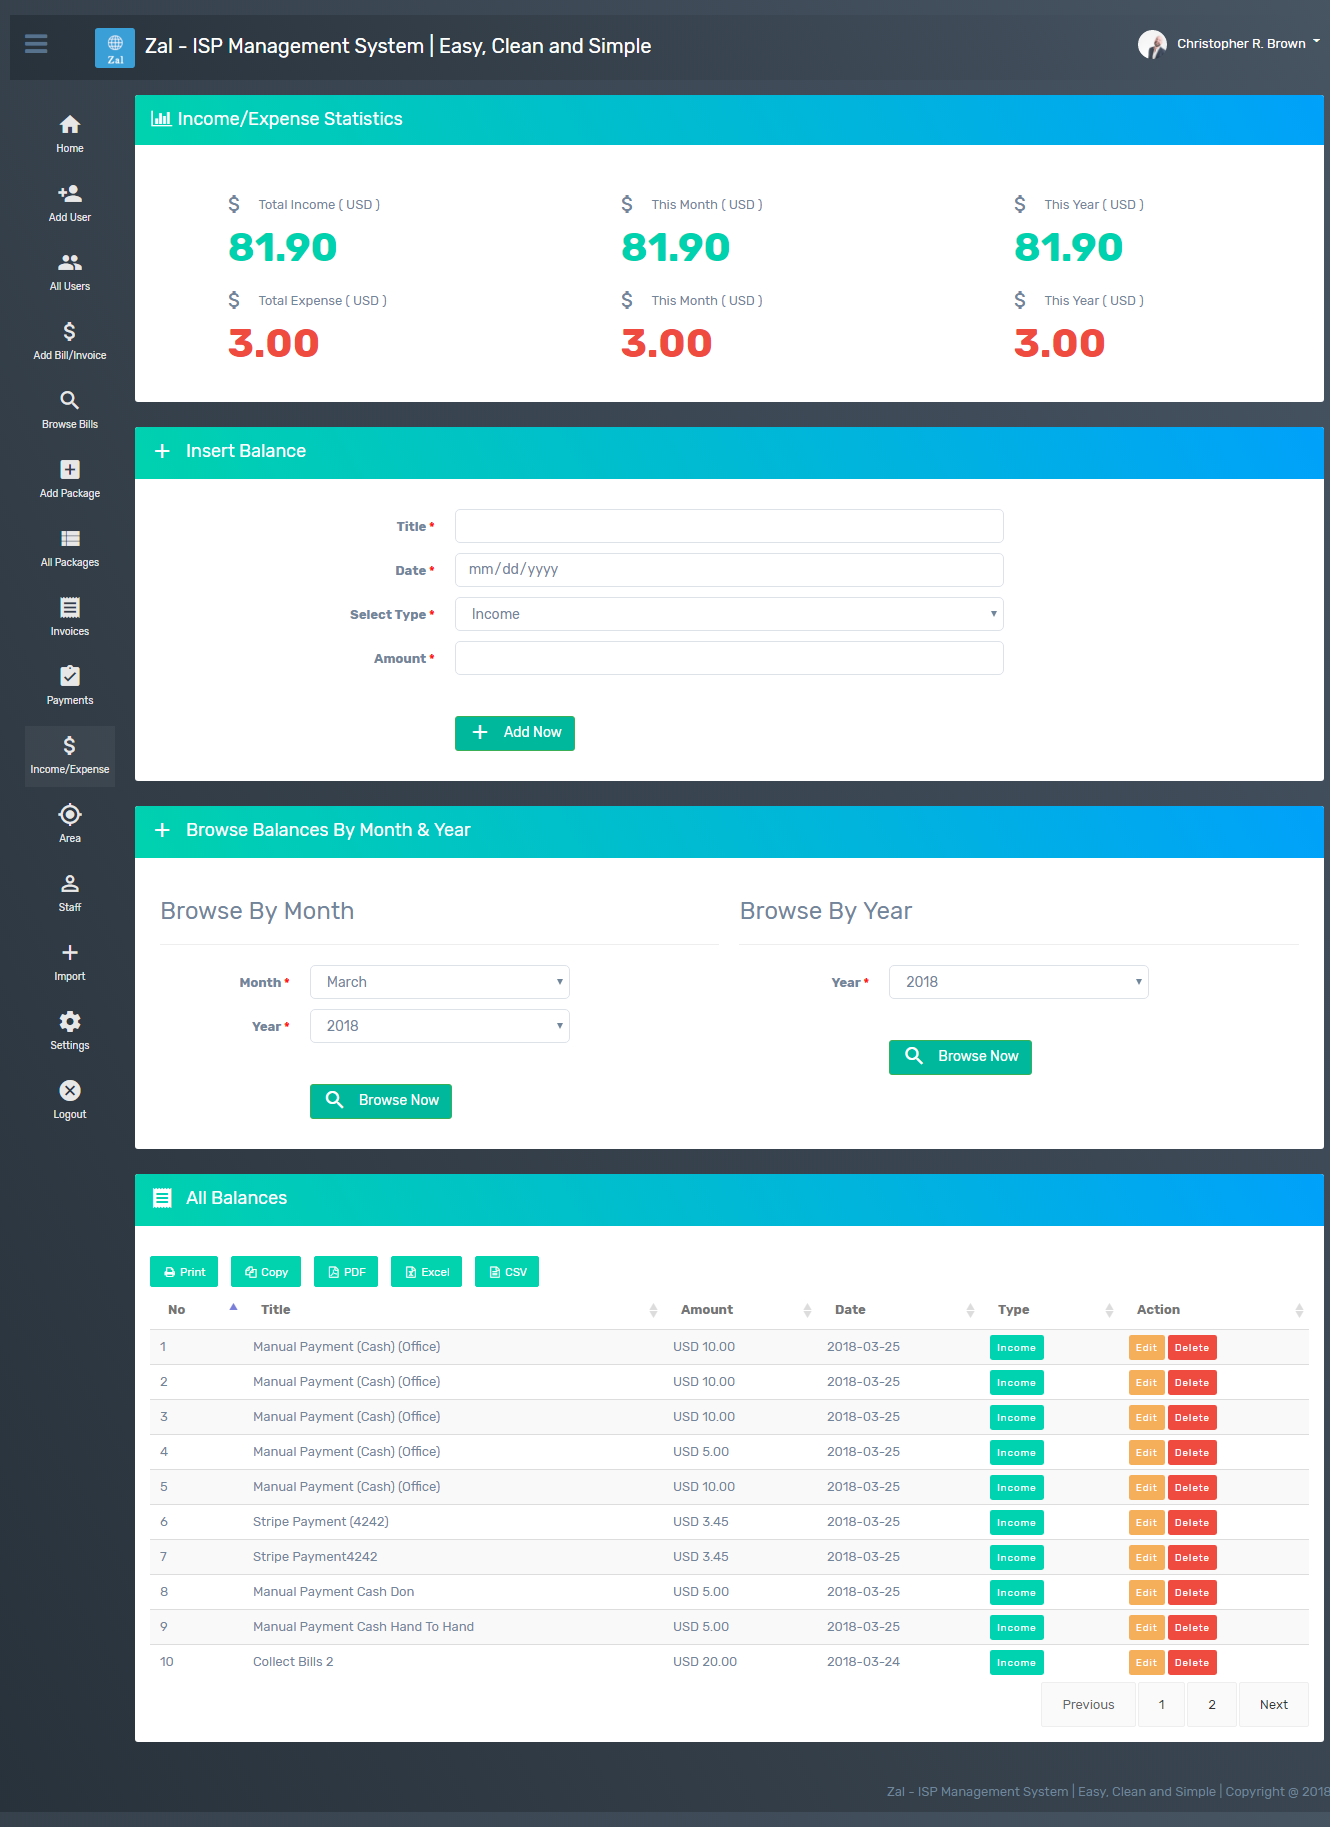 Zal
Zal - ISP Management System | Easy, Clean and Simple
Christopher R. Brown
Home
Add User
All Users
Add Bill/Invoice
Browse Bills
Add Package
All Packages
Invoices
Payments
Income/Expense
Area
Staff
Import
Settings
Logout
Income/Expense Statistics
$ Total Income ( USD )
81.90
$ This Month ( USD )
81.90
$ This Year ( USD )
81.90
$ Total Expense ( USD )
3.00
$ This Month ( USD )
3.00
$ This Year ( USD )
3.00
Insert Balance
Title *
Date * mm/dd/yyyy
Select Type * Income
Amount *
Add Now
Browse Balances By Month & Year
Browse By Month
Month * March
Year * 2018
Browse Now
Browse By Year
Year * 2018
Browse Now
All Balances
Print Copy PDF Excel CSV
No Title Amount Date Type Action
1 Manual Payment (Cash) (Office) USD 10.00 2018-03-25 Income Edit Delete
2 Manual Payment (Cash) (Office) USD 10.00 2018-03-25 Income Edit Delete
3 Manual Payment (Cash) (Office) USD 10.00 2018-03-25 Income Edit Delete
4 Manual Payment (Cash) (Office) USD 5.00 2018-03-25 Income Edit Delete
5 Manual Payment (Cash) (Office) USD 10.00 2018-03-25 Income Edit Delete
6 Stripe Payment (4242) USD 3.45 2018-03-25 Income Edit Delete
7 Stripe Payment4242 USD 3.45 2018-03-25 Income Edit Delete
8 Manual Payment Cash Don USD 5.00 2018-03-25 Income Edit Delete
9 Manual Payment Cash Hand To Hand USD 5.00 2018-03-25 Income Edit Delete
10 Collect Bills 2 USD 20.00 2018-03-24 Income Edit Delete
Previous 1 2 Next
Zal - ISP Management System | Easy, Clean and Simple | Copyright @ 2018